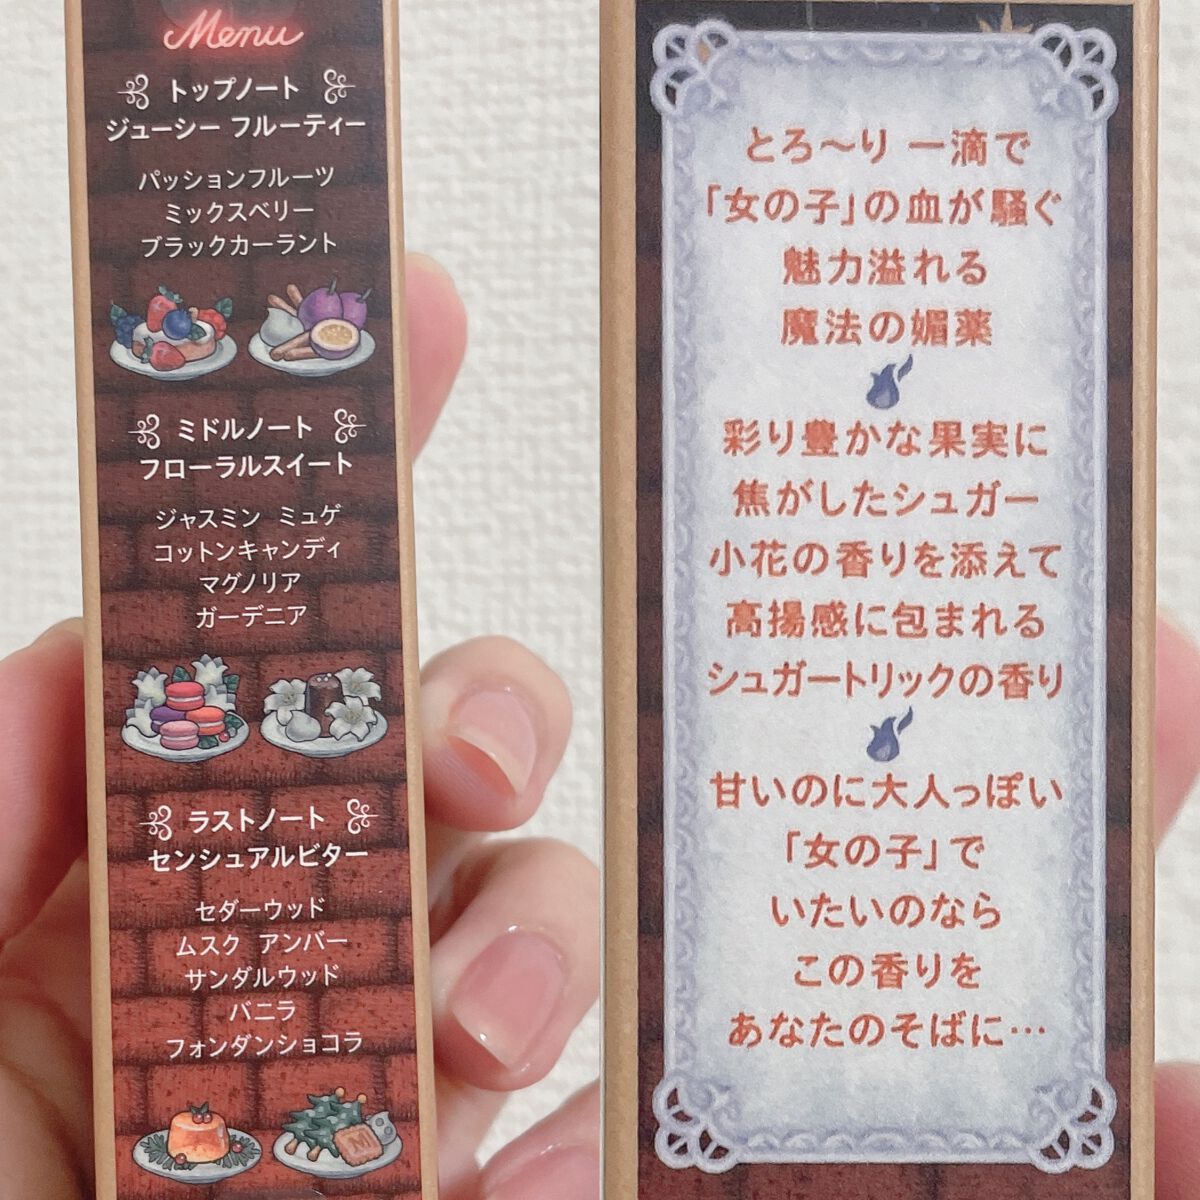 Menu
トップノート
ジューシー フルーティー
パッションフルーツ
ミックスベリー
ブラックカーラント
ミドルノート
フローラルスイート
ジャスミン ミュゲ
コットンキャンディ
マグノリア
ガーデニア
ラストノート
センシュアルビター
セダーウッド
ムスク アンバー
サンダルウッド
バニラ
フォンダンショコラ
M
とろ〜り 一滴で
「女の子」の血が騒ぐ
魅力溢れる
魔法の媚薬
彩り豊かな果実に
焦がしたシュガー
小花の香りを添えて
高揚感に包まれる
シュガートリックの香り
甘いのに大人っぽい
「女の子」で
いたいのなら
この香りを
あなたのそばに…